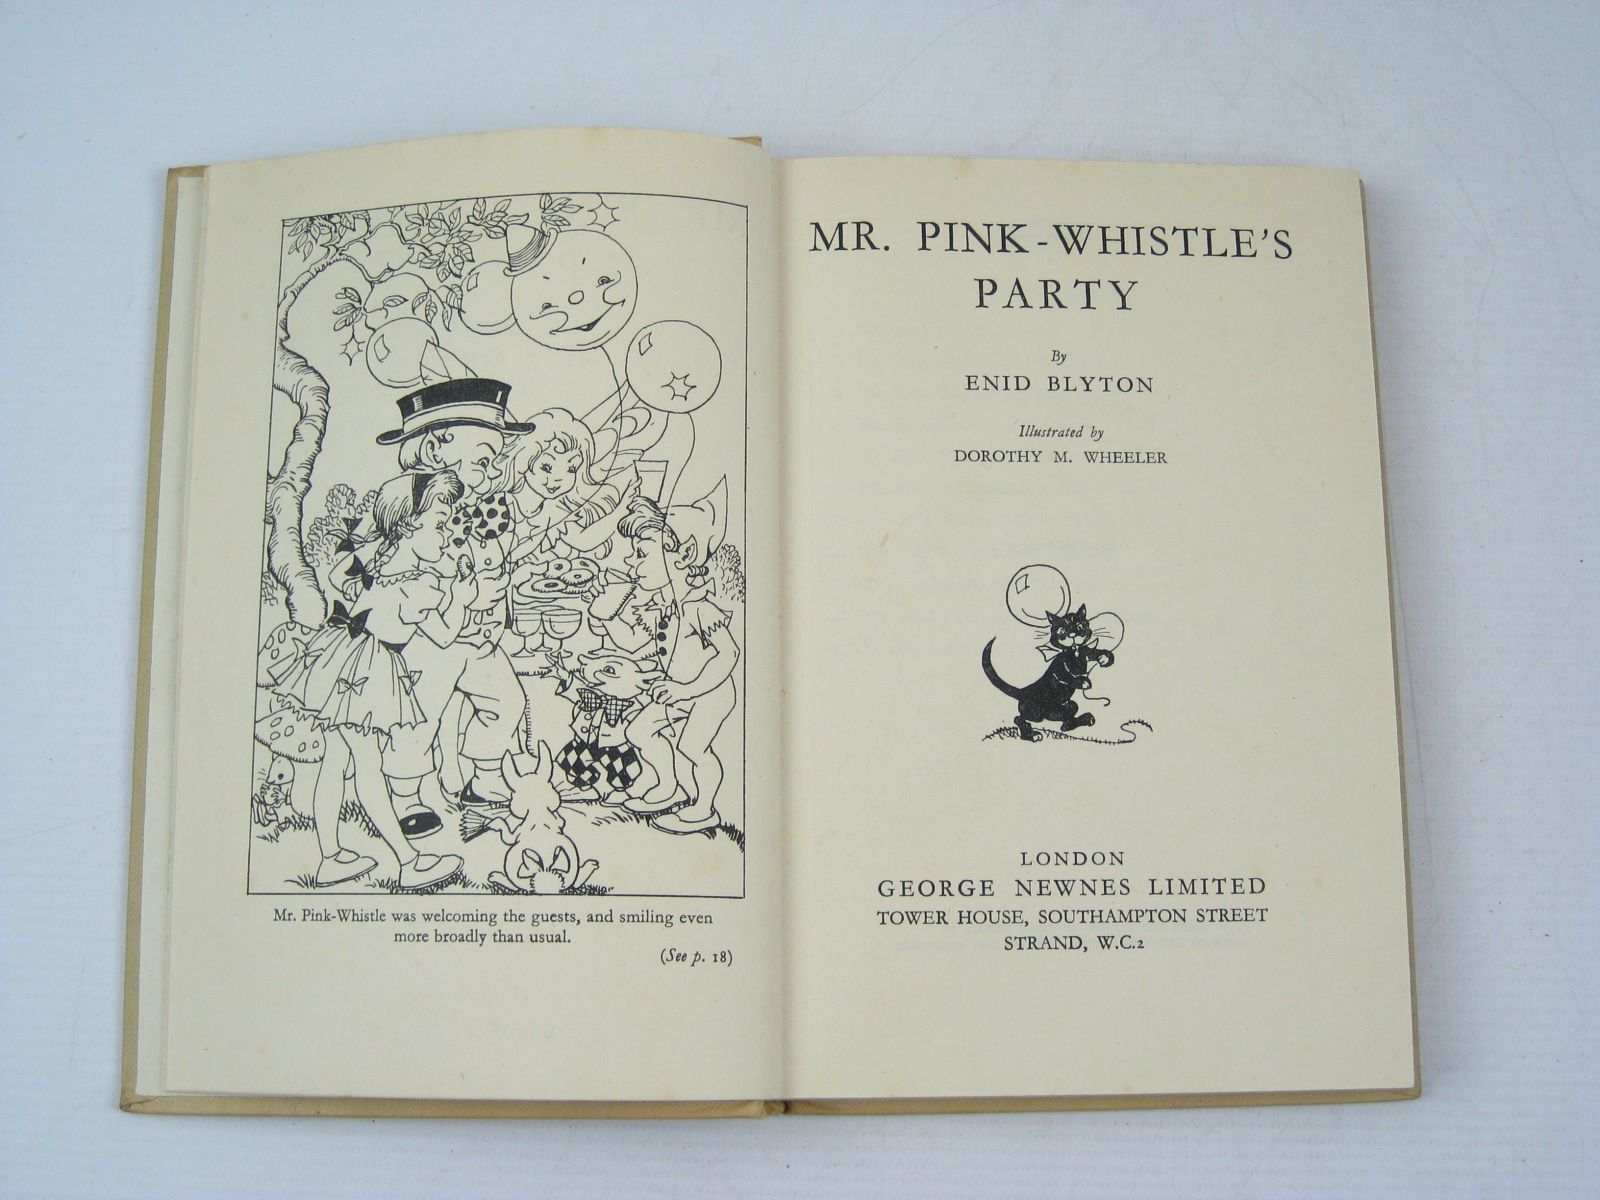 Mr. Pink-Whistle was welcoming the guests, and smiling even
more broadly than usual.
(See p. 18)
MR. PINK-WHISTLE'S
PARTY
By
ENID BLYTON
Illustrated by
DOROTHY M. WHEELER
LONDON
GEORGE NEWNES LIMITED
TOWER HOUSE, SOUTHAMPTON STREET
STRAND, W.C.2